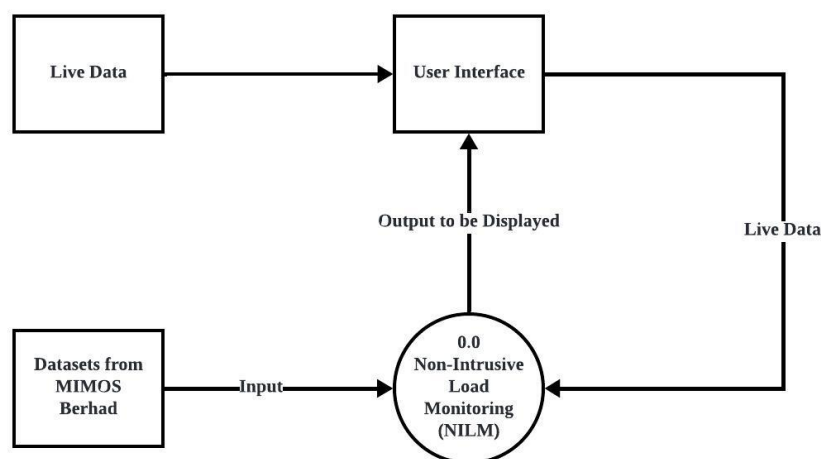 Live Data
User Interface
Output to be Displayed
Live Data
Datasets from
MIMOS
Berhad
Input
0.0
Non-Intrusive
Load
Monitoring
(NILM)